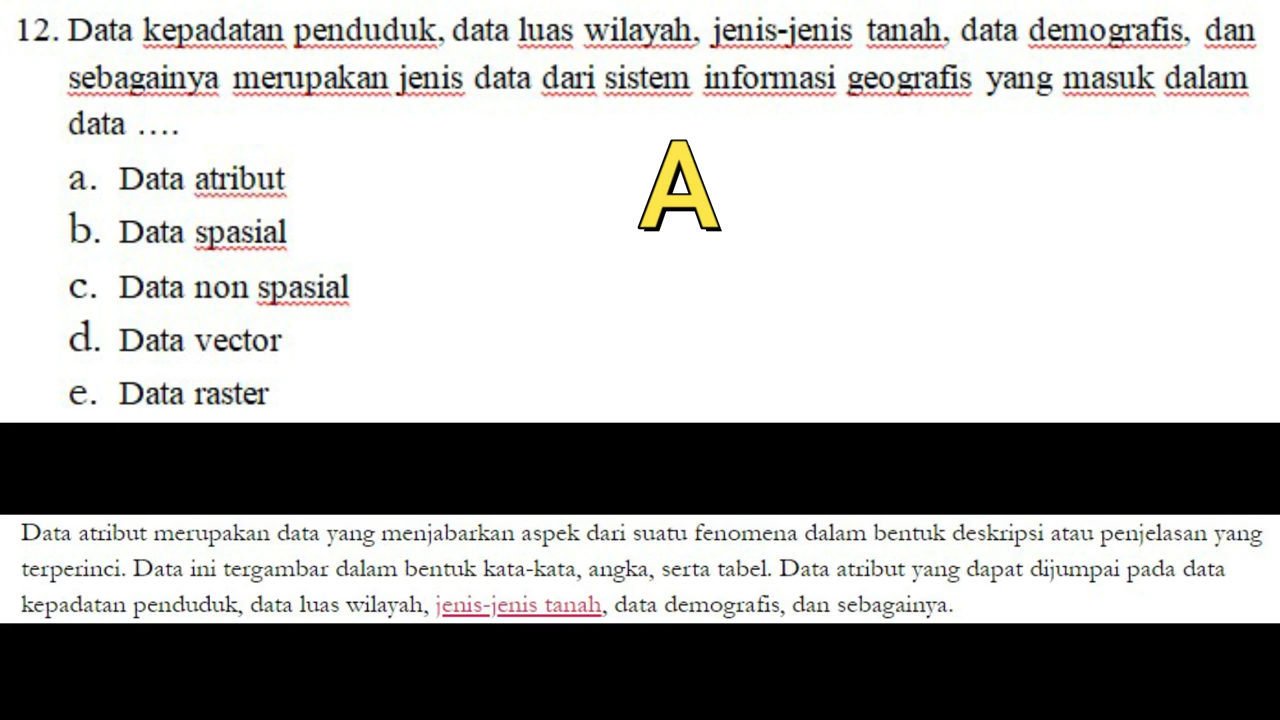 12. Data kepadatan penduduk, data luas wilayah, jenis-jenis tanah, data demografis, dan
sebagainya merupakan jenis data dari sistem informasi geografis yang masuk dalam
data ....
A
a. Data atribut
b. Data spasial
c. Data non spasial
d. Data vector
e. Data raster
Data atribut merupakan data yang menjabarkan aspek dari suatu fenomena dalam bentuk deskripsi atau penjelasan yang
terperinci. Data ini tergambar dalam bentuk kata-kata, angka, serta tabel. Data atribut yang dapat dijumpai pada data
kepadatan penduduk, data luas wilayah, jenis-jenis tanah, data demografis, dan sebagainya.